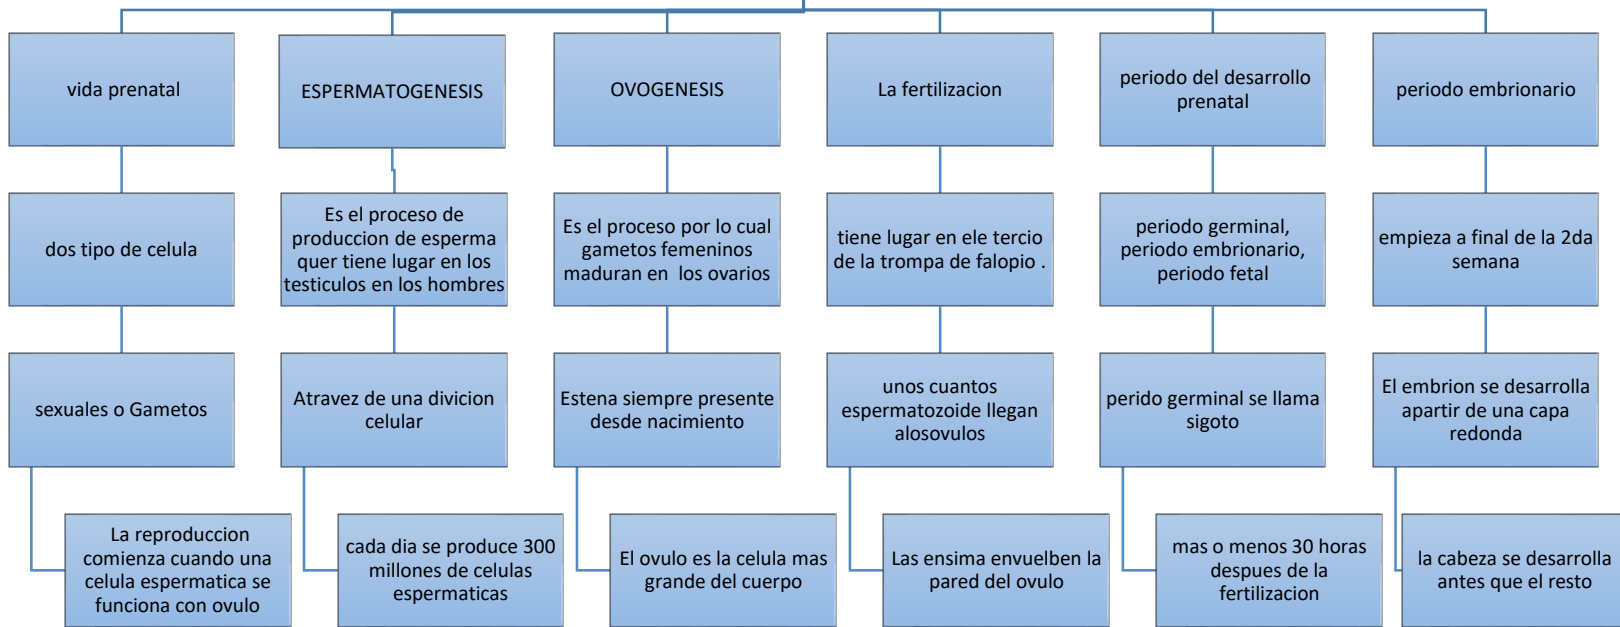 vida prenatal
ESPERMATOGENESIS
OVOGENESIS
La fertilizacion
periodo del desarrollo
prenatal
periodo embrionario
dos tipo de celula
Es el proceso de
produccion de esperma
quer tiene lugar en los
testiculos en los hombres
Es el proceso por lo cual
gametos femeninos
maduran en los ovarios
tiene lugar en ele tercio
de la trompa de falopio .
periodo germinal,
periodo embrionario,
periodo fetal
empieza a final de la 2da
semana
sexuales o Gametos
Atravez de una divicion
celular
Estena siempre presente
desde nacimiento
unos cuantos
espermatozoide llegan
alosovulos
perido germinal se llama
sigoto
El embrion se desarrolla
apartir de una capa
redonda
La reproduccion
comienza cuando una
celula espermatica se
funciona con ovulo
cada dia se produce 300
millones de celulas
espermaticas
El ovulo es la celula mas
grande del cuerpo
Las ensima envuelben la
pared del ovulo
mas o menos 30 horas
despues de la
fertilizacion
la cabeza se desarrolla
antes que el resto